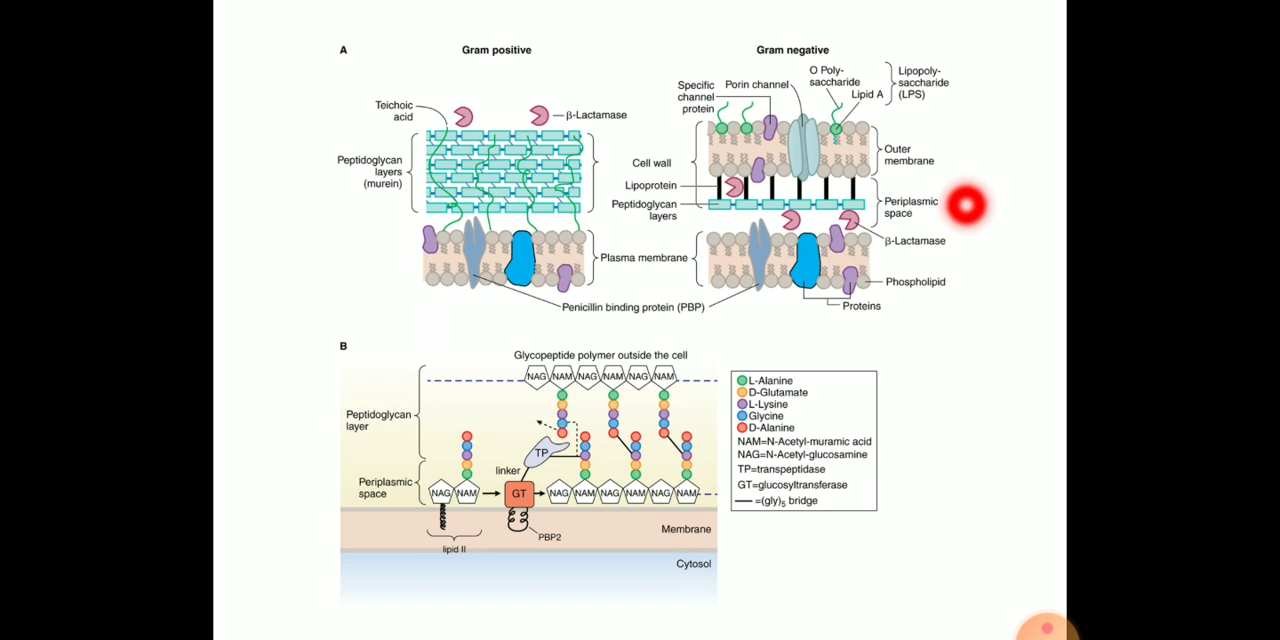 A
Gram positive
Gram negative
Teichoic
acid
β-Lactamase
Peptidoglycan
layers
(murein)
Specific
channel
protein
Porin channel
O Poly-
saccharide
Lipid A
Lipopoly-
saccharide
(LPS)
Cell wall
Outer
membrane
Lipoprotein
Peptidoglycan
layers
Periplasmic
space
β-Lactamase
Plasma membrane
Phospholipid
Penicillin binding protein (PBP)
Proteins
B
Glycopeptide polymer outside the cell
NAG NAM NAG NAM NAG NAM
Peptidoglycan
layer
TP
linker
Periplasmic
space
NAG NAM GT NAG NAM NAG NAM NAG NAM
PBP2
lipid II
Membrane
Cytosol
L-Alanine
D-Glutamate
L-Lysine
Glycine
D-Alanine
NAM=N-Acetyl-muramic acid
NAG=N-Acetyl-glucosamine
TP=transpeptidase
GT=glucosyltransferase
=(gly)5 bridge